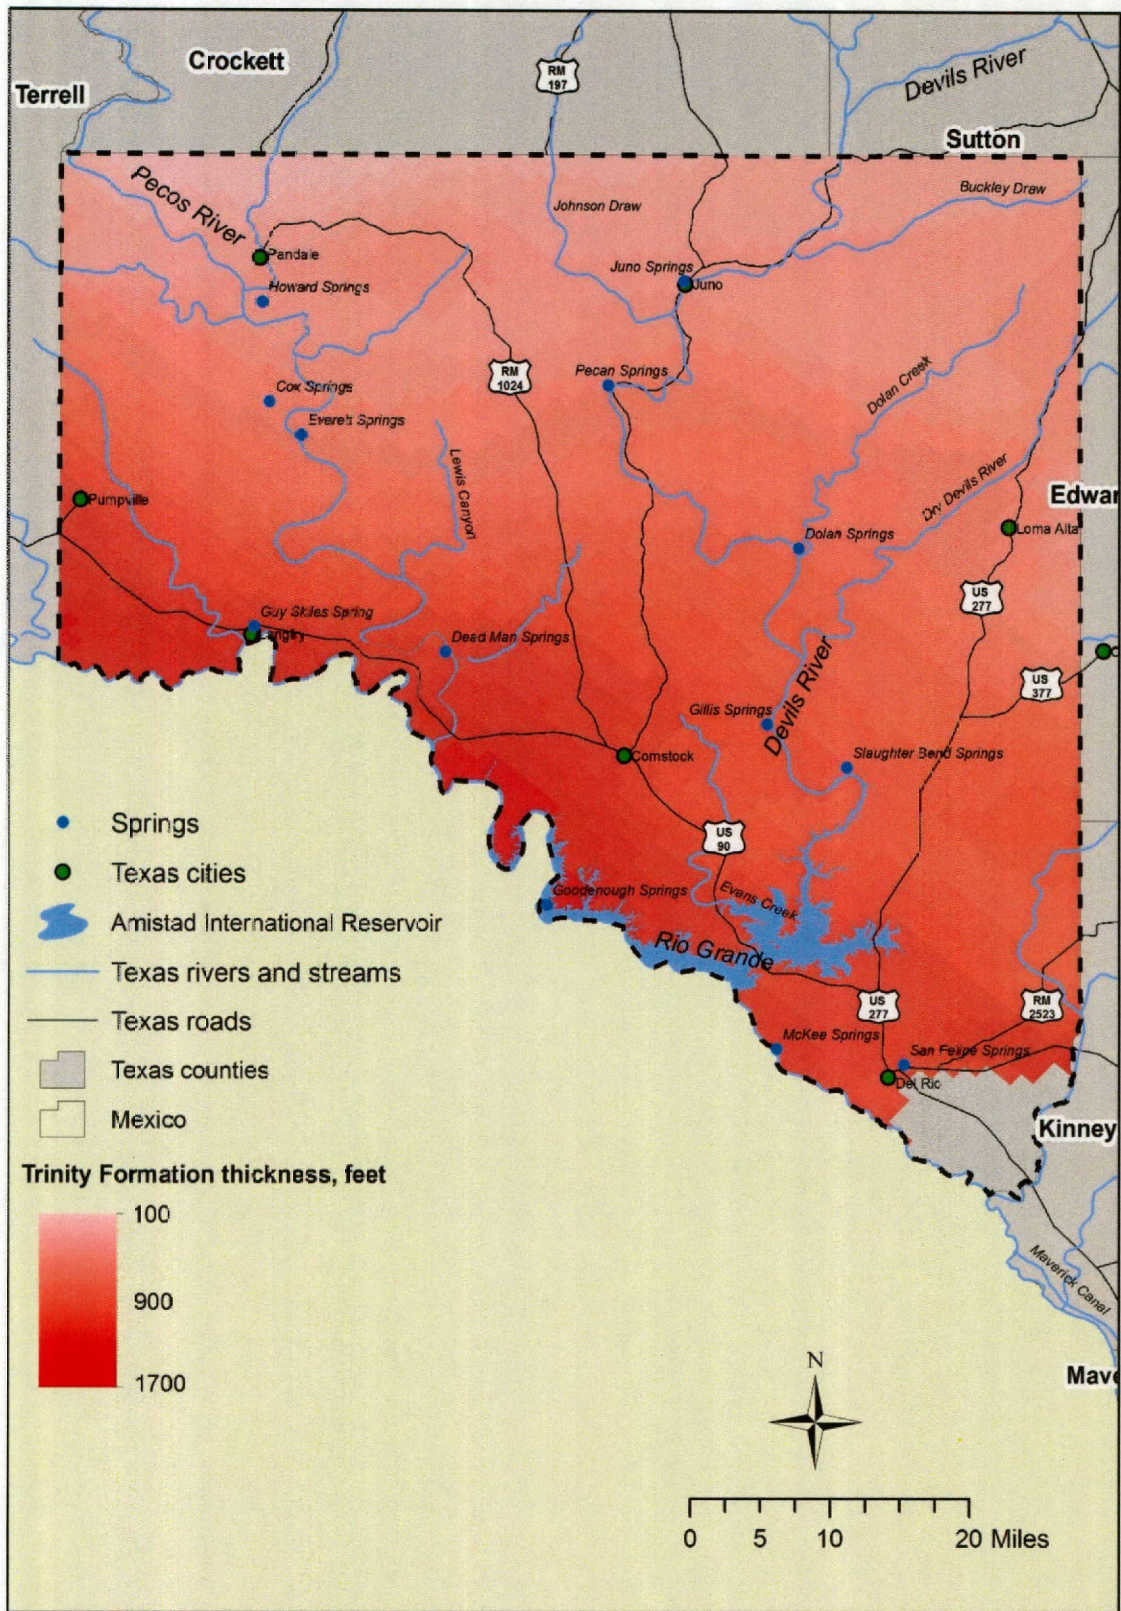 Crockett
Terrell
RM
197
Devils River
Sutton
Pecos River
Johnson Draw
Buckley Draw
Pandale
Juno Springs
Juno
Howard Springs
RM
1024
Pecan Springs
Dolan Creek
Cox Springs
Everett Springs
Lewis Canyon
Dry Devils River
Pumpville
Edwar
Dolan Springs
Loma Alta
US
277
Guy Skiles Spring
Langtry
Dead Man Springs
US
377
Devils River
Gillis Springs
Comstock
Slaughter Bend Springs
Springs
US
90
Texas cities
Goodenough Springs
Evans Creek
Amistad International Reservoir
Rio Grande
Texas rivers and streams
US
277
RM
2523
Texas roads
McKee Springs
San Felipe Springs
Texas counties
Del Rio
Mexico
Kinney
Trinity Formation thickness, feet
100
900
1700
Maverick Canal
Mave
N
0 5 10 20 Miles